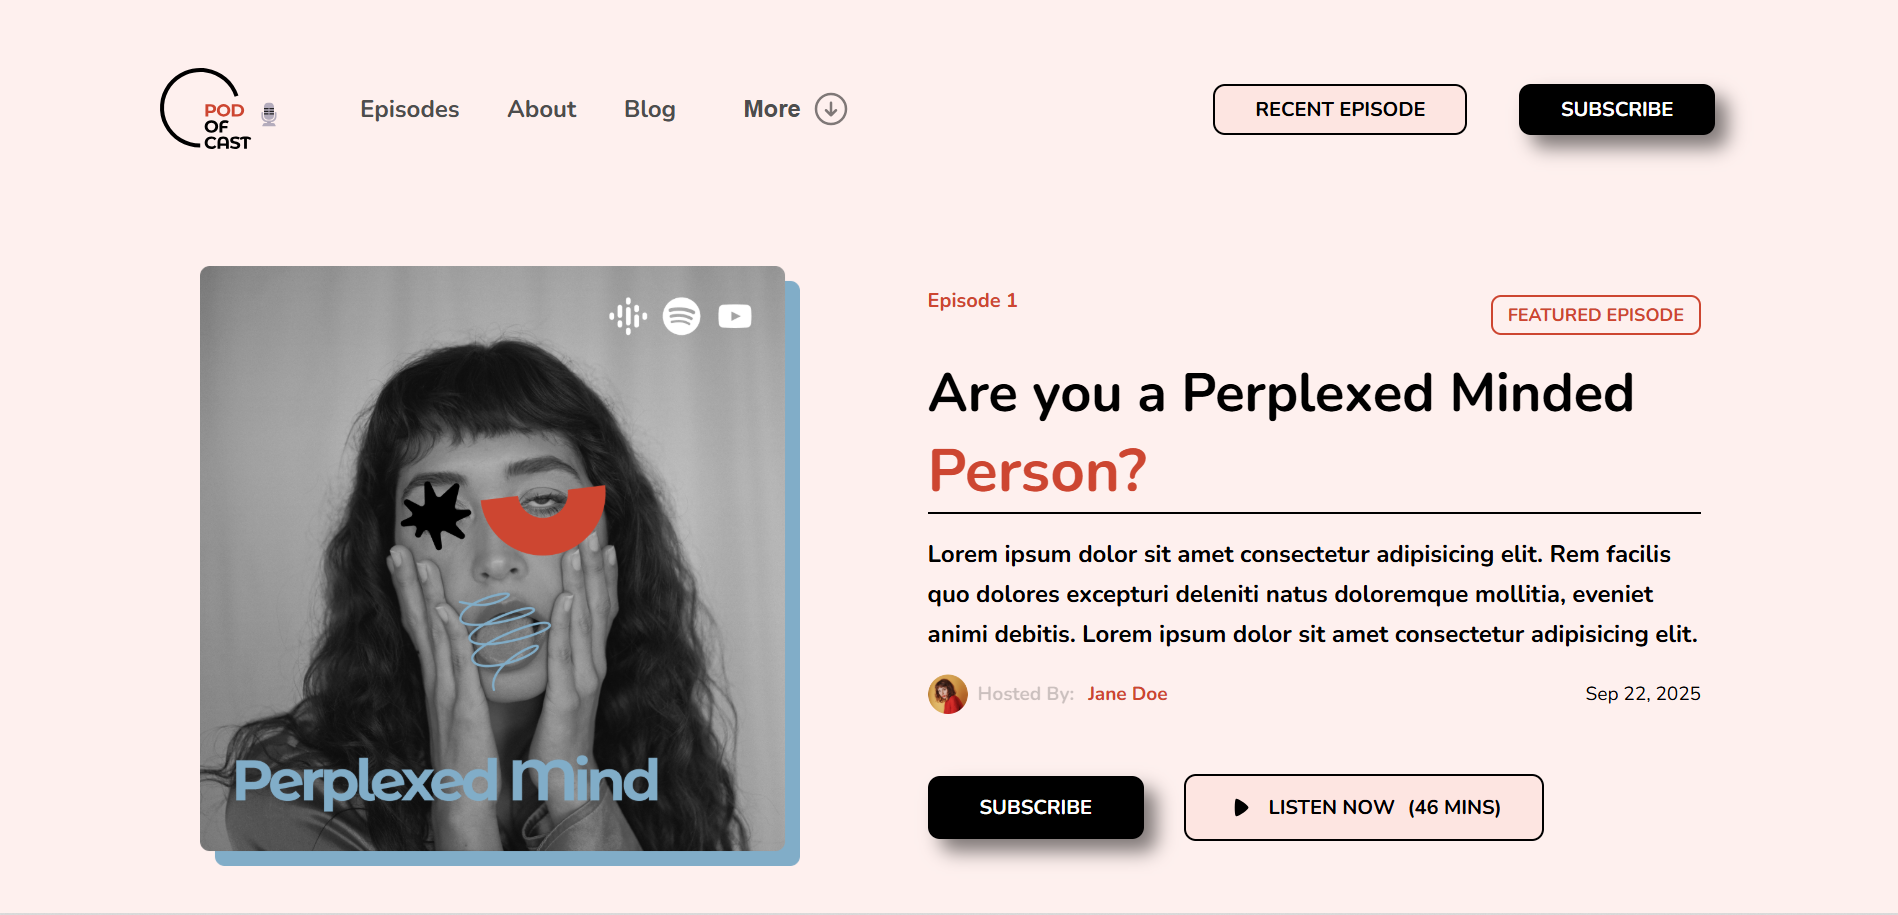 POD
OF
CAST
Episodes
About
Blog
More
RECENT EPISODE
SUBSCRIBE
Perplexed Mind
Episode 1
FEATURED EPISODE
Are you a Perplexed Minded
Person?
Lorem ipsum dolor sit amet consectetur adipisicing elit. Rem facilis
quo dolores excepturi deleniti natus doloremque mollitia, eveniet
animi debitis. Lorem ipsum dolor sit amet consectetur adipisicing elit.
Hosted By: Jane Doe
Sep 22, 2025
SUBSCRIBE
LISTEN NOW (46 MINS)